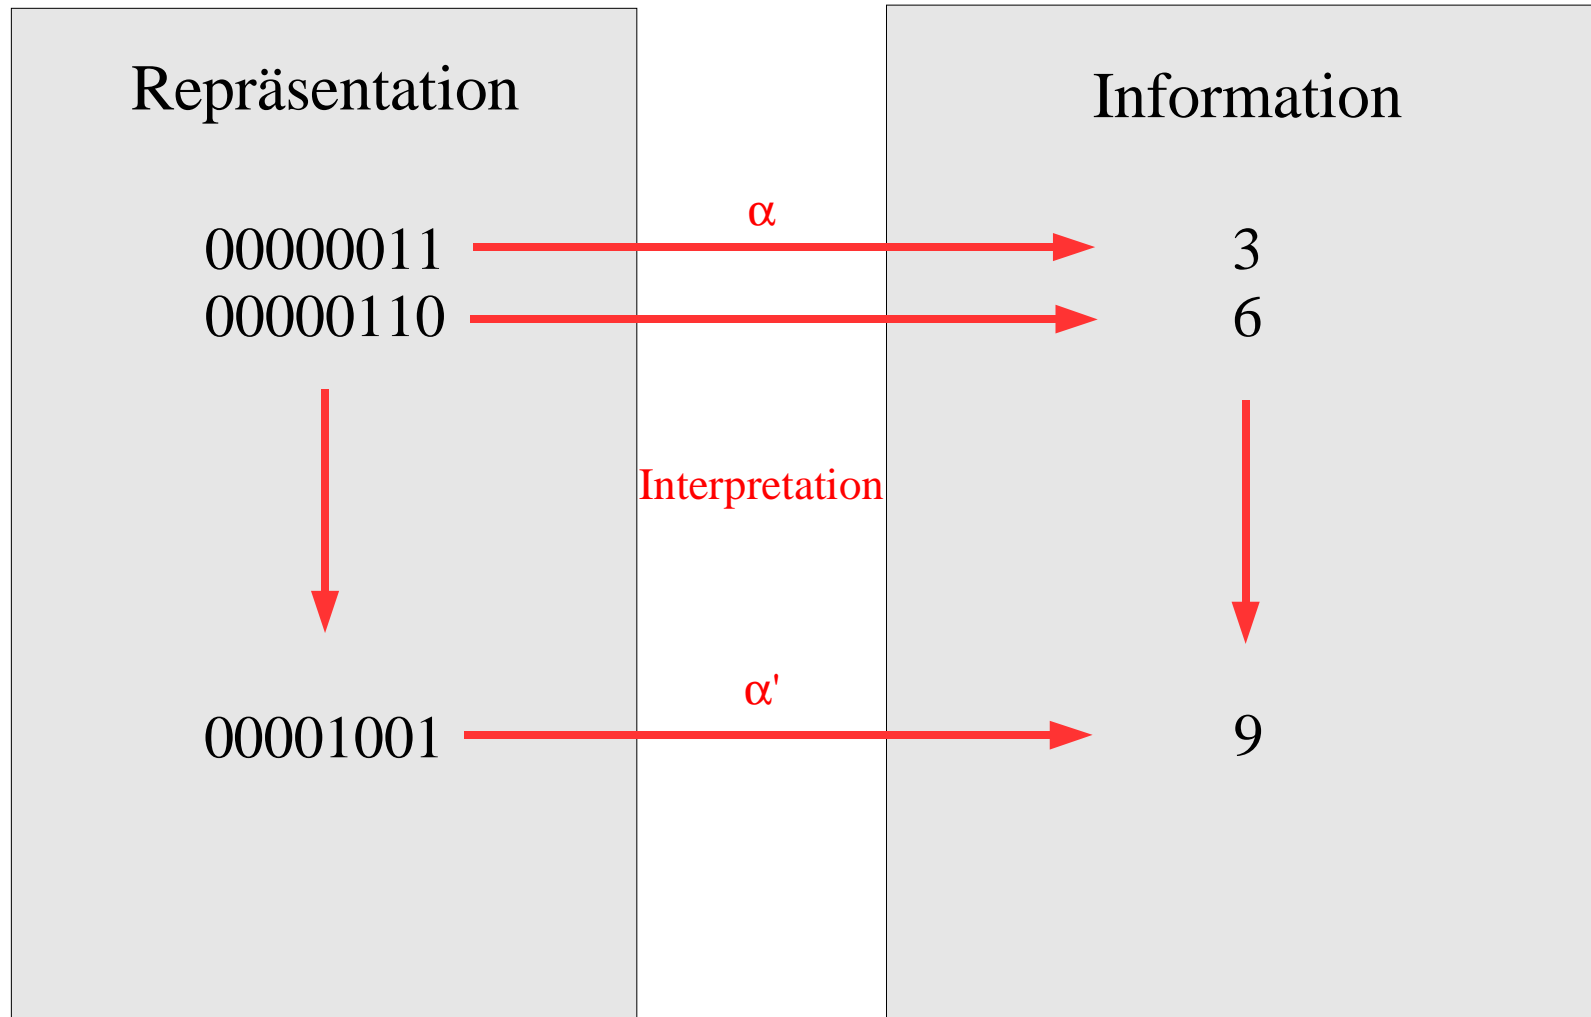 Repräsentation
Information
α
00000011
3
00000110
6
Interpretation
α'
00001001
9